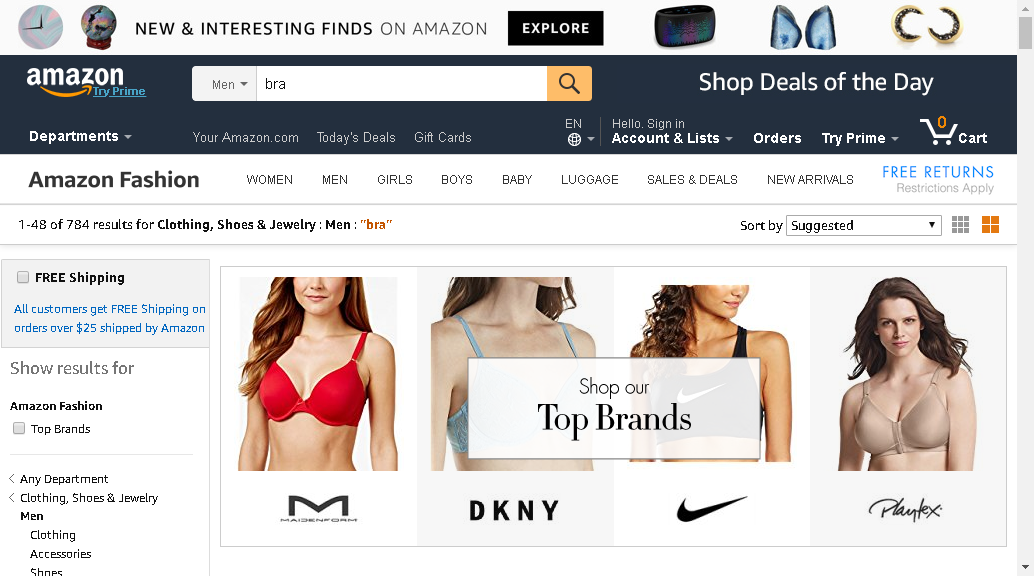 NEW & INTERESTING FINDS ON AMAZON
EXPLORE
amazon
Try Prime
Men
bra
Shop Deals of the Day
Departments
Your Amazon.com
Today's Deals
Gift Cards
EN
Hello. Sign in
Account & Lists
Orders
Try Prime
0
Cart
Amazon Fashion
WOMEN
MEN
GIRLS
BOYS
BABY
LUGGAGE
SALES & DEALS
NEW ARRIVALS
FREE RETURNS
Restrictions Apply
1-48 of 784 results for Clothing, Shoes & Jewelry : Men : "bra"
Sort by Suggested
FREE Shipping
All customers get FREE Shipping on
orders over $25 shipped by Amazon
Show results for
Amazon Fashion
Top Brands
Any Department
Clothing, Shoes & Jewelry
Men
Clothing
Accessories
Shoes
Shop our
Top Brands
MAIDENFORM
DKNY
Playtex